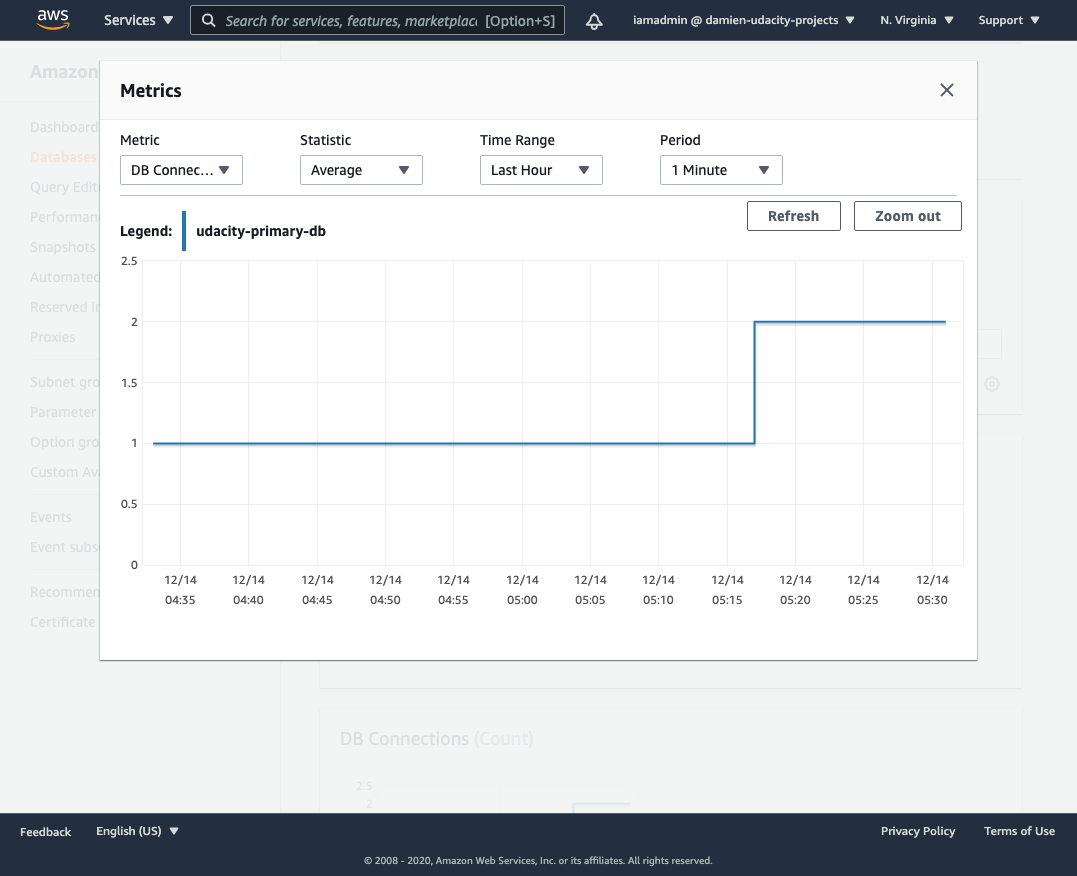 aws Services Search for services, features, marketplac [Option+S] iamadmin @ damien-udacity-projects N. Virginia Support
Amazon
Dashboard
Databases
Query Edit
Performan
Snapshots
Automated
Reserved In
Proxies
Subnet gro
Parameter
Option gro
Custom Ava
Events
Event subs
Recommen
Certificate
Metrics
Metric Statistic Time Range Period
DB Connec... Average Last Hour 1 Minute
Refresh Zoom out
Legend: udacity-primary-db
2.5
2
1.5
1
0.5
0
12/14 12/14 12/14 12/14 12/14 12/14 12/14 12/14 12/14 12/14 12/14 12/14
04:35 04:40 04:45 04:50 04:55 05:00 05:05 05:10 05:15 05:20 05:25 05:30
DB Connections (Count)
2.5
2
Feedback English (US) Privacy Policy Terms of Use
© 2008 - 2020, Amazon Web Services, Inc. or its affiliates. All rights reserved.